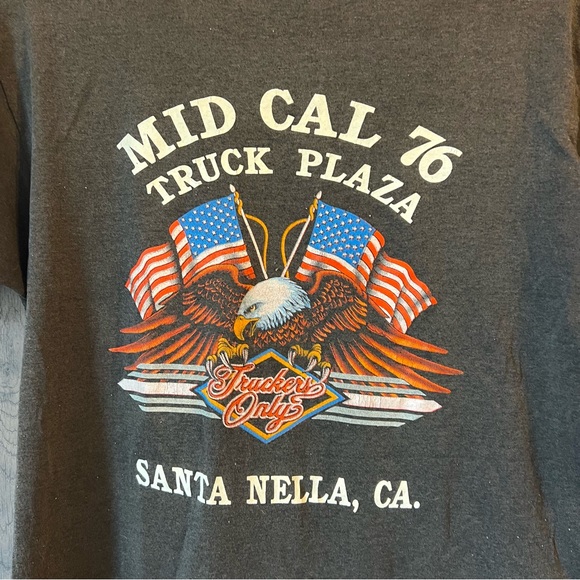 MID CAL 76
TRUCK PLAZA
Truckers
Only
SANTA NELLA, CA.